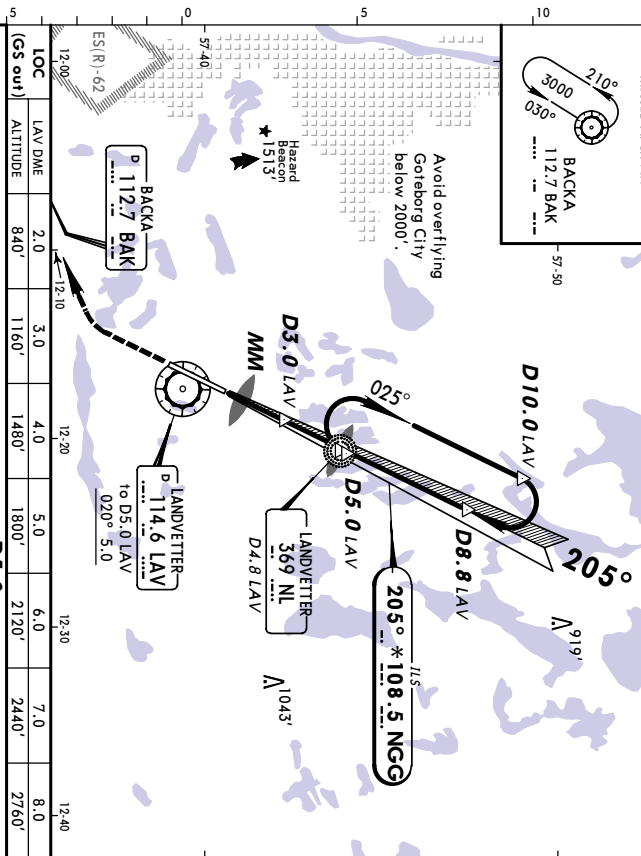 5
0
5
10
LOC
(GS out)
LAV DME
ALTITUDE
2.0
840'
3.0
1160'
4.0
1480'
5.0
1800'
6.0
2120'
7.0
2440'
8.0
2760'
12-00
12-10
12-20
12-30
12-40
57-40
57-50
ES(R)-62
BACKA
D 112.7 BAK
Hazard
Beacon
1513'
Avoid overflying
Goteborg City
below 2000'.
210°
3000
030°
BACKA
112.7 BAK
MM
D3.0 LAV
025°
D10.0 LAV
D5.0 LAV
D8.8 LAV
205°
LANDVETTER
D 114.6 LAV
to D5.0 LAV
020° 5.0
LANDVETTER
369 NL
D4.8 LAV
ILS
205° *108.5 NGG
919'
1043'